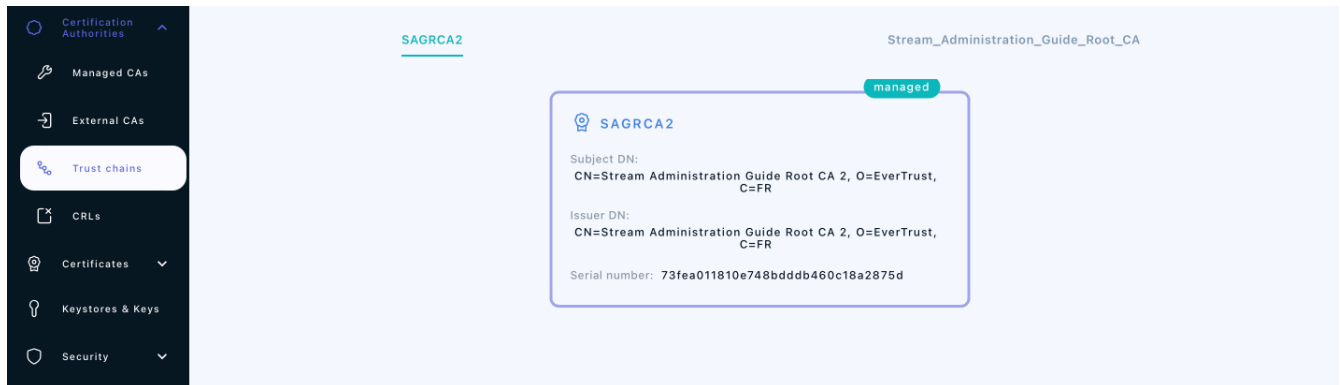 Certification
Authorities
Managed CAs
External CAs
Trust chains
CRLs
Certificates
Keystores & Keys
Security
SAGRCA2
Stream_Administration_Guide_Root_CA
managed
SAGRCA2
Subject DN:
CN=Stream Administration Guide Root CA 2, O=EverTrust,
C=FR
Issuer DN:
CN=Stream Administration Guide Root CA 2, O=EverTrust,
C=FR
Serial number: 73fea011810e748bdddb460c18a2875d